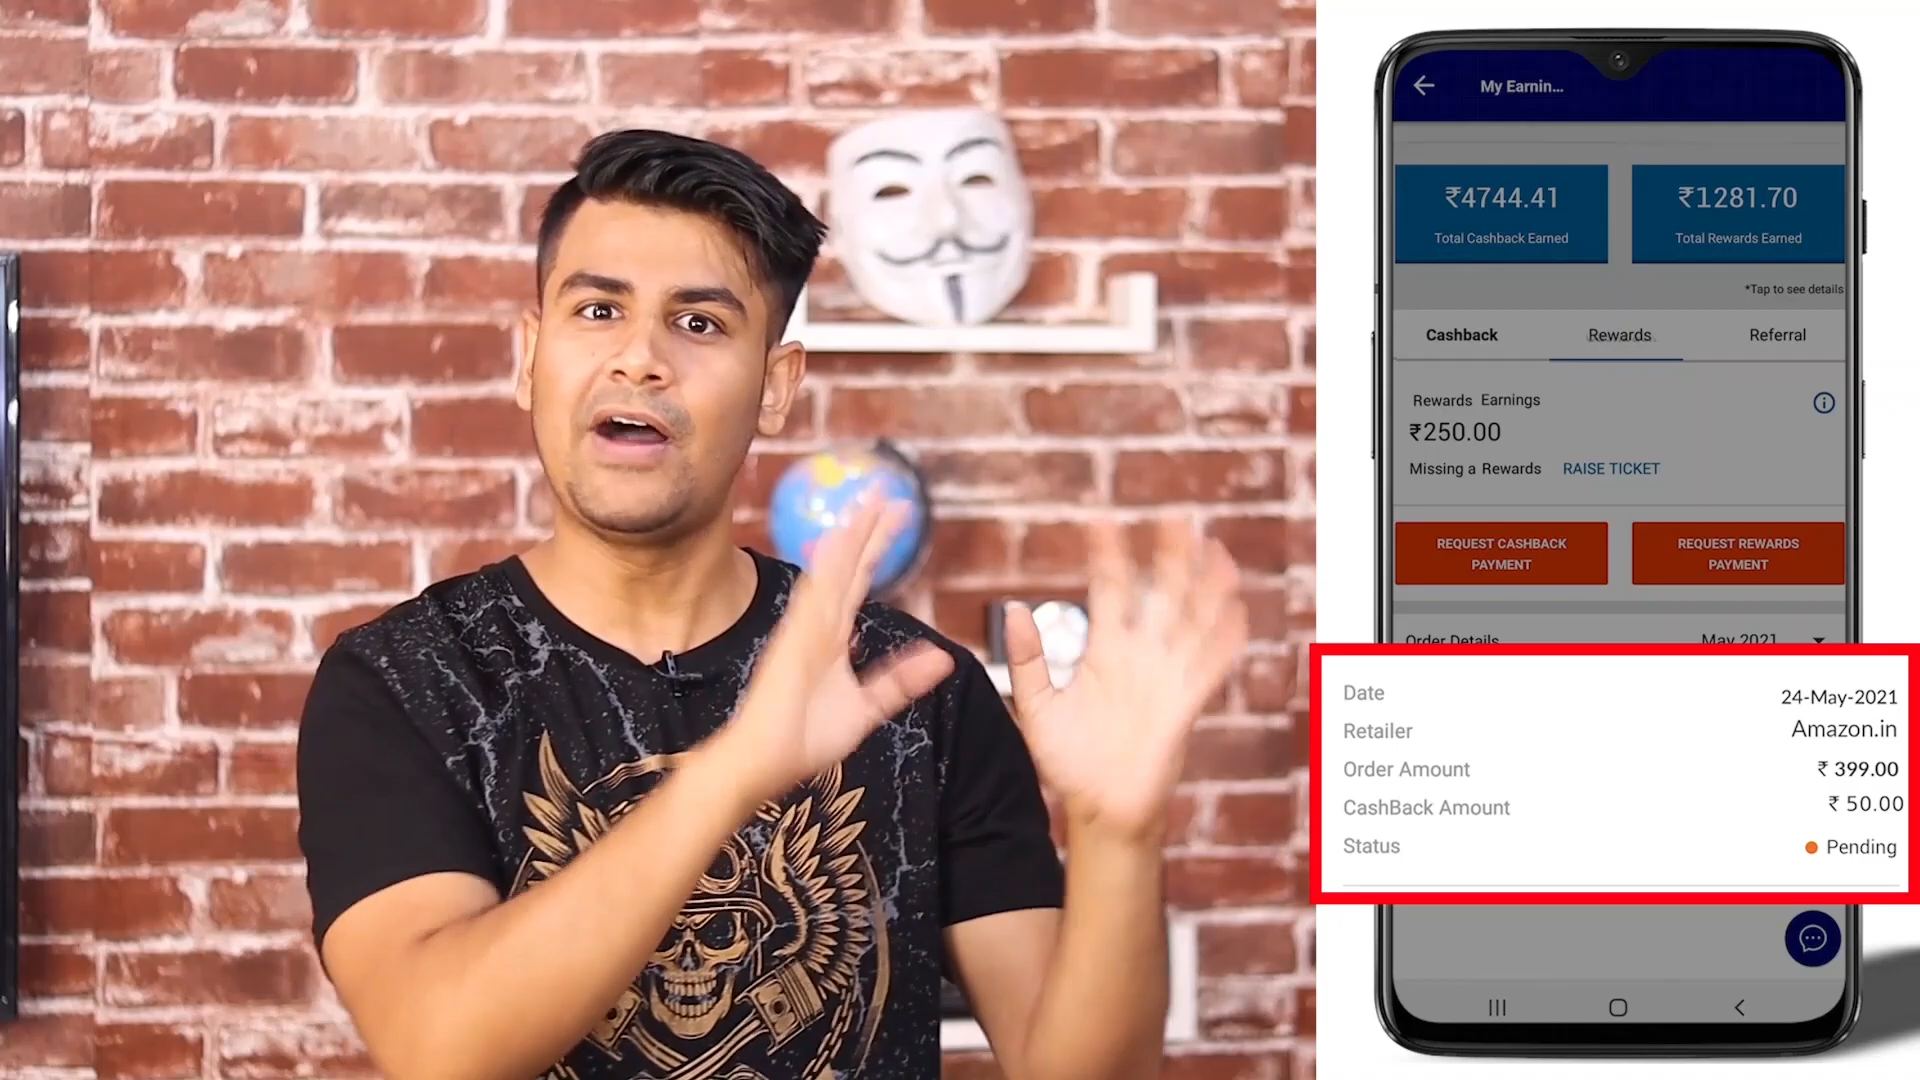 My Earnin...
₹4744.41
Total Cashback Earned
₹1281.70
Total Rewards Earned
*Tap to see details
Cashback Rewards Referral
Rewards Earnings
₹250.00
Missing a Rewards RAISE TICKET
REQUEST CASHBACK
PAYMENT
REQUEST REWARDS
PAYMENT
Order Details May 2021
Date 24-May-2021
Retailer Amazon.in
Order Amount ₹ 399.00
CashBack Amount ₹ 50.00
Status Pending